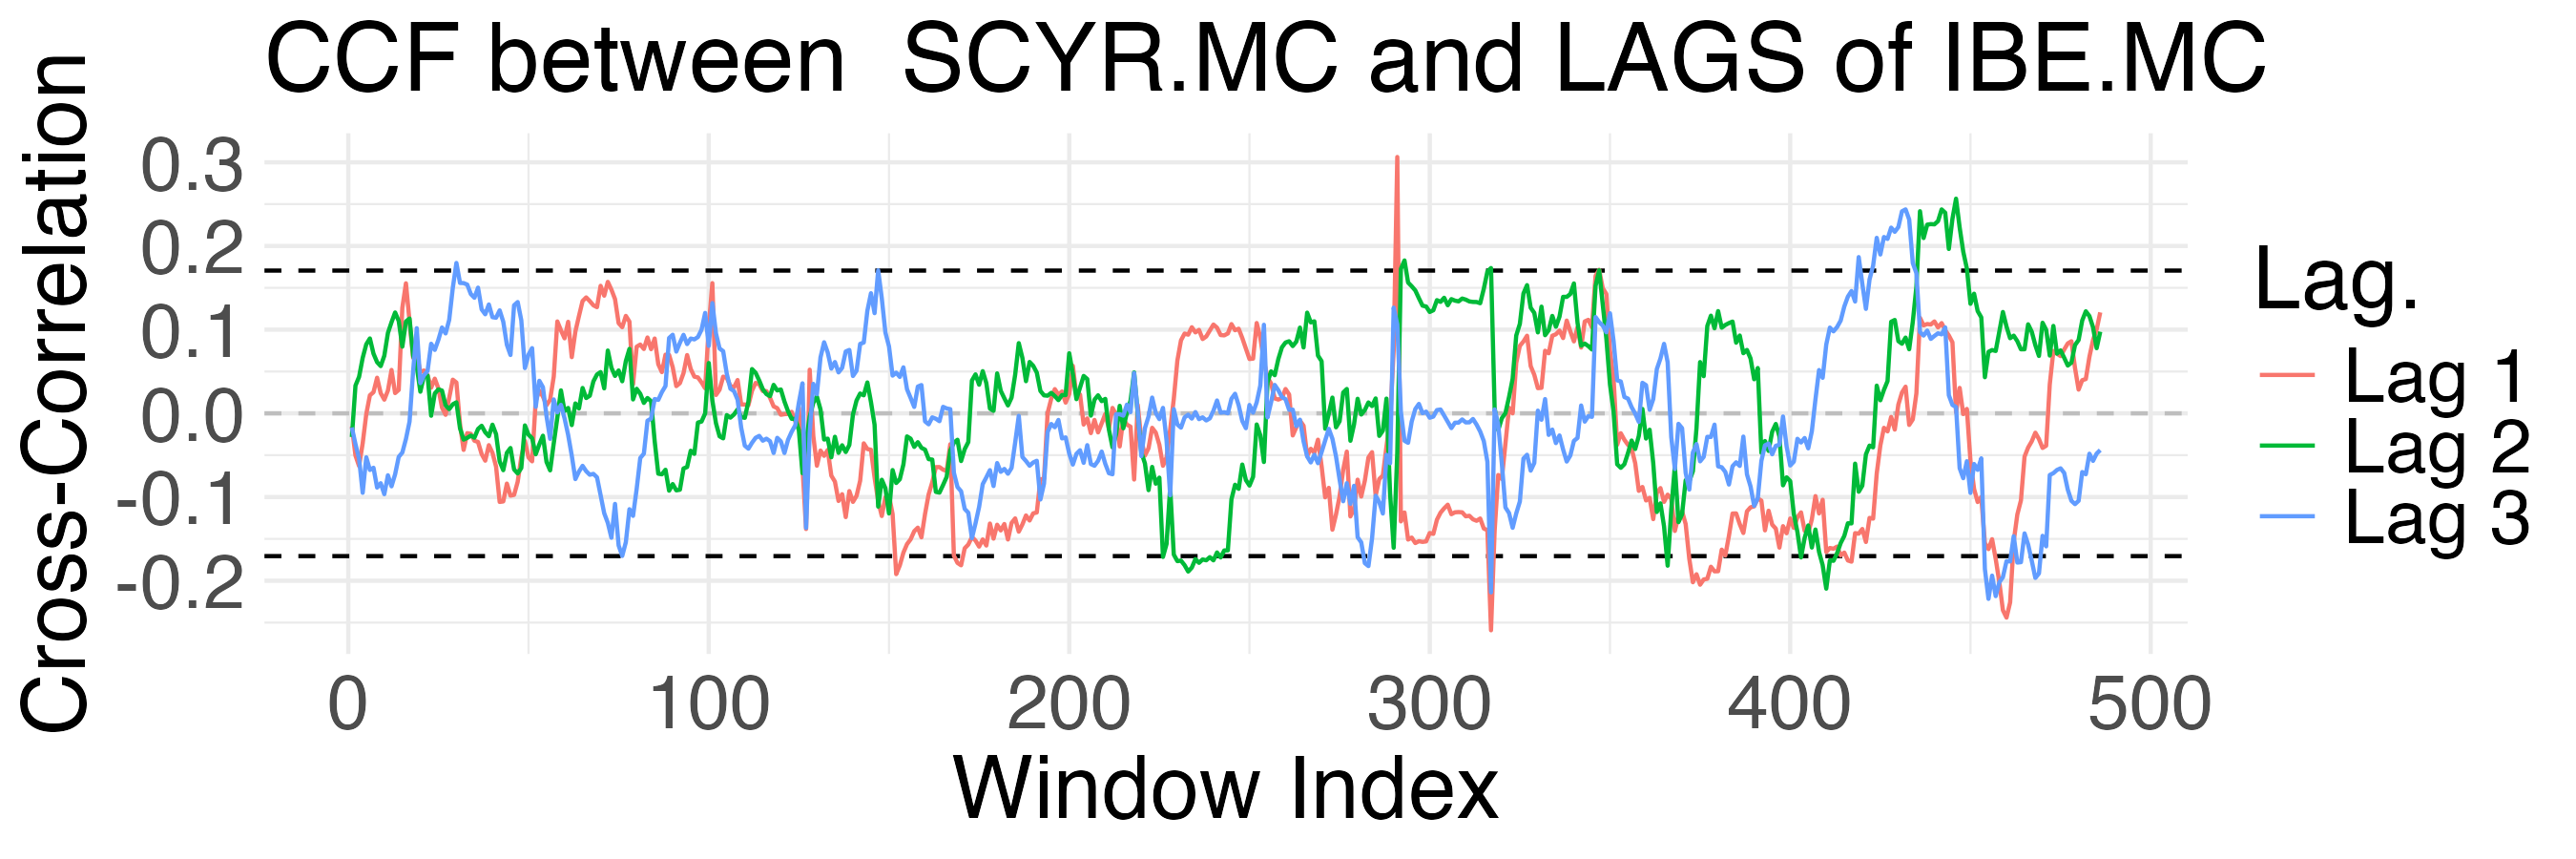 CCF between  SCYR.MC and LAGS of IBE.MC
Cross-Correlation
0.3
0.2
0.1
0.0
-0.1
-0.2
0 100 200 300 400 500
Window Index
Lag.
Lag 1
Lag 2
Lag 3